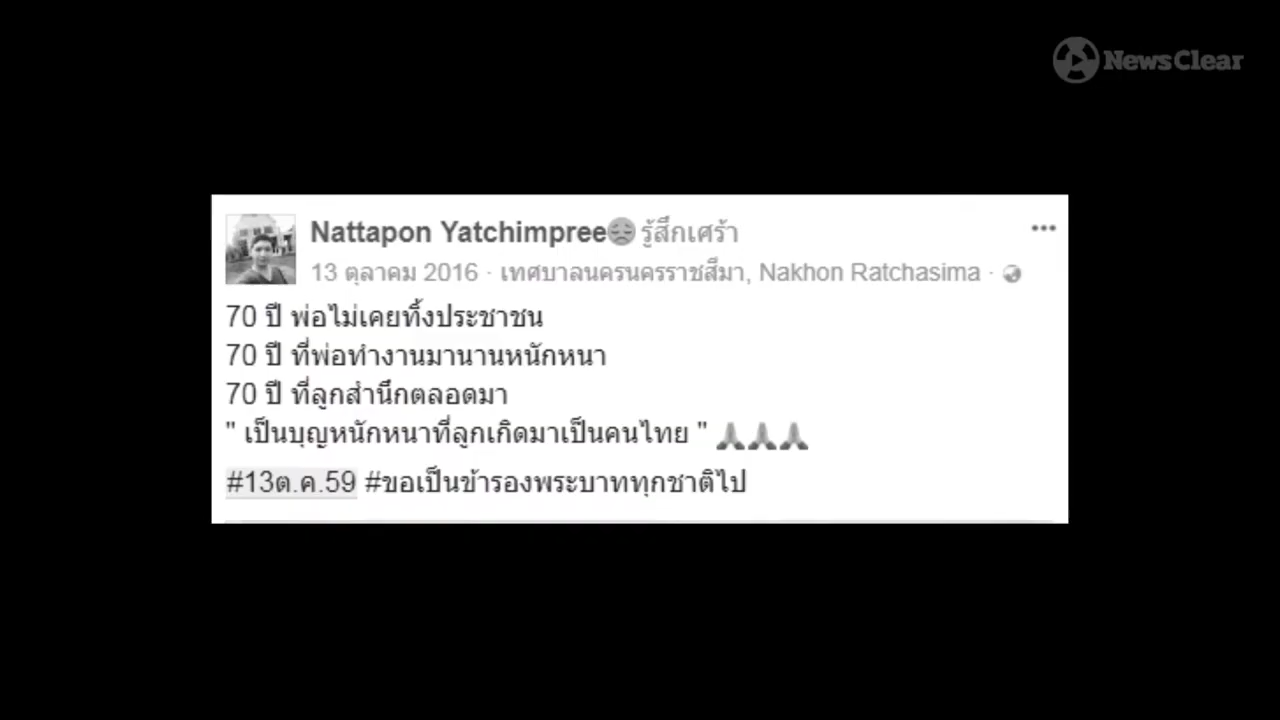 NewsClear
Nattapon Yatchimpree😔 รู้สึกเศร้า
13 ตุลาคม 2016 · เทศบาลนครนครราชสีมา, Nakhon Ratchasima ·
70 ปี พ่อไม่เคยทิ้งประชาชน
70 ปี ที่พ่อทำงานมานานหนักหนา
70 ปี ที่ลูกสำนึกตลอดมา
" เป็นบุญหนักหนาที่ลูกเกิดมาเป็นคนไทย " 🙏🙏🙏
#13ต.ค.59 #ขอเป็นข้ารองพระบาททุกชาติไป